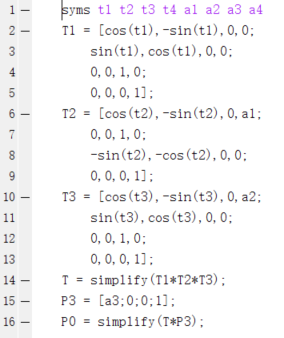 1 — syms t1 t2 t3 t4 a1 a2 a3 a4
2 — T1 = [cos(t1),-sin(t1),0,0;
3 sin(t1),cos(t1),0,0;
4 0,0,1,0;
5 0,0,0,1];
6 — T2 = [cos(t2),-sin(t2),0,a1;
7 0,0,1,0;
8 -sin(t2),-cos(t2),0,0;
9 0,0,0,1];
10 — T3 = [cos(t3),-sin(t3),0,a2;
11 sin(t3),cos(t3),0,0;
12 0,0,1,0;
13 0,0,0,1];
14 — T = simplify(T1*T2*T3);
15 — P3 = [a3;0;0;1];
16 — P0 = simplify(T*P3);